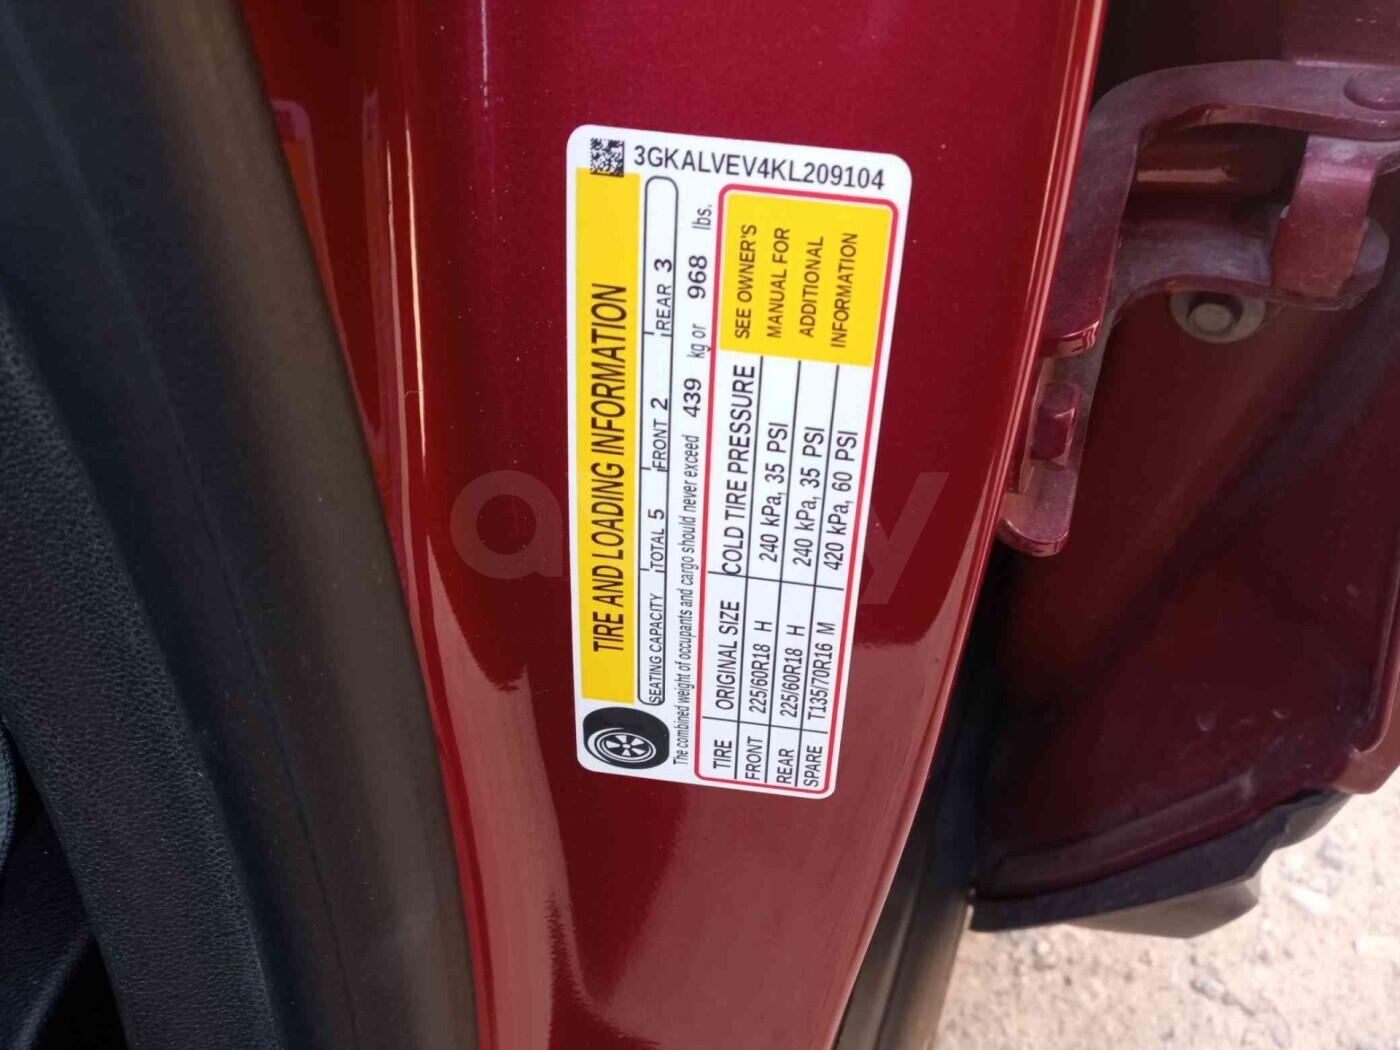 3GKALVEV4KL209104
TIRE AND LOADING INFORMATION
SEATING CAPACITY TOTAL 5 FRONT 2 REAR 3
The combined weight of occupants and cargo should never exceed 439 kg or 968 lbs.
TIRE ORIGINAL SIZE COLD TIRE PRESSURE
FRONT 225/60R18 H 240 kPa, 35 PSI
REAR 225/60R18 H 240 kPa, 35 PSI
SPARE T135/70R16 M 420 kPa, 60 PSI
SEE OWNER'S
MANUAL FOR
ADDITIONAL
INFORMATION